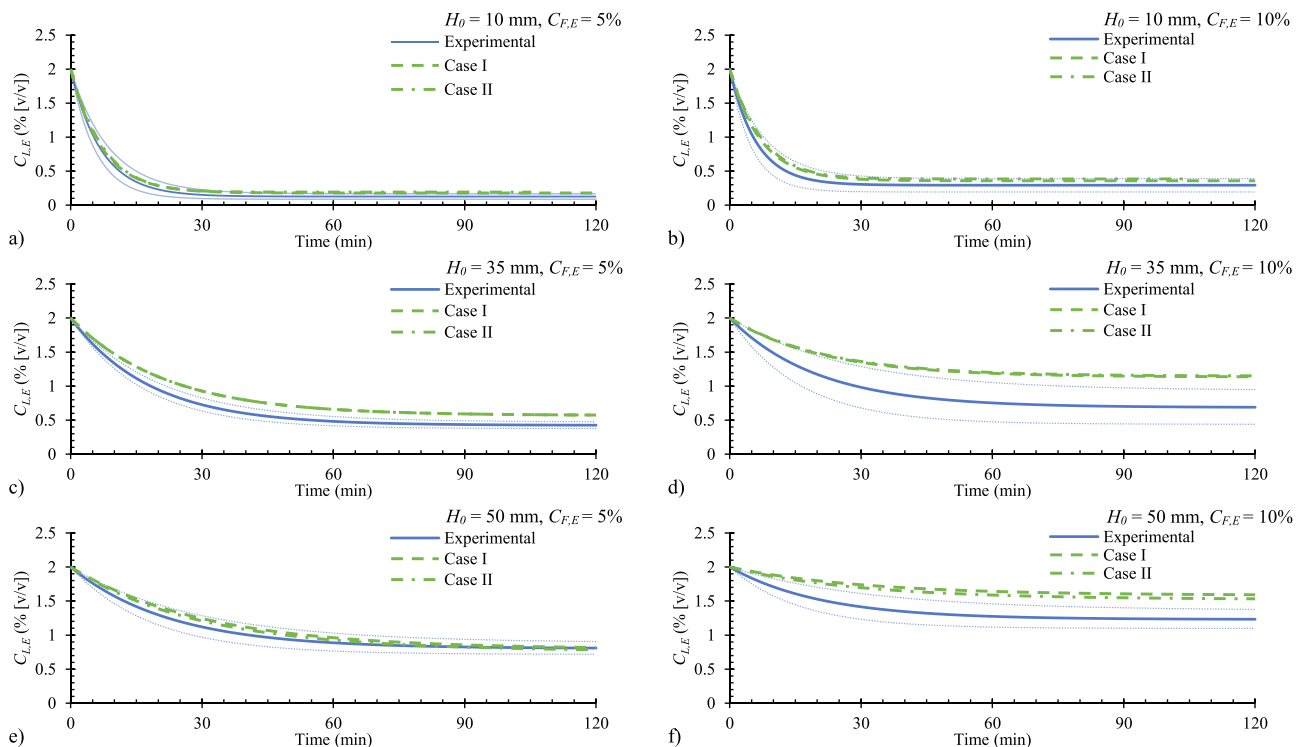 H0 = 10 mm, CF,E = 5%
Experimental
Case I
Case II
CL,E (% [v/v])
2.5
2
1.5
1
0.5
0
0 30 60 90 120
Time (min)
a)
H0 = 10 mm, CF,E = 10%
Experimental
Case I
Case II
CL,E (% [v/v])
2.5
2
1.5
1
0.5
0
0 30 60 90 120
Time (min)
b)
H0 = 35 mm, CF,E = 5%
Experimental
Case I
Case II
CL,E (% [v/v])
2.5
2
1.5
1
0.5
0
0 30 60 90 120
Time (min)
c)
H0 = 35 mm, CF,E = 10%
Experimental
Case I
Case II
CL,E (% [v/v])
2.5
2
1.5
1
0.5
0
0 30 60 90 120
Time (min)
d)
H0 = 50 mm, CF,E = 5%
Experimental
Case I
Case II
CL,E (% [v/v])
2.5
2
1.5
1
0.5
0
0 30 60 90 120
Time (min)
e)
H0 = 50 mm, CF,E = 10%
Experimental
Case I
Case II
CL,E (% [v/v])
2.5
2
1.5
1
0.5
0
0 30 60 90 120
Time (min)
f)